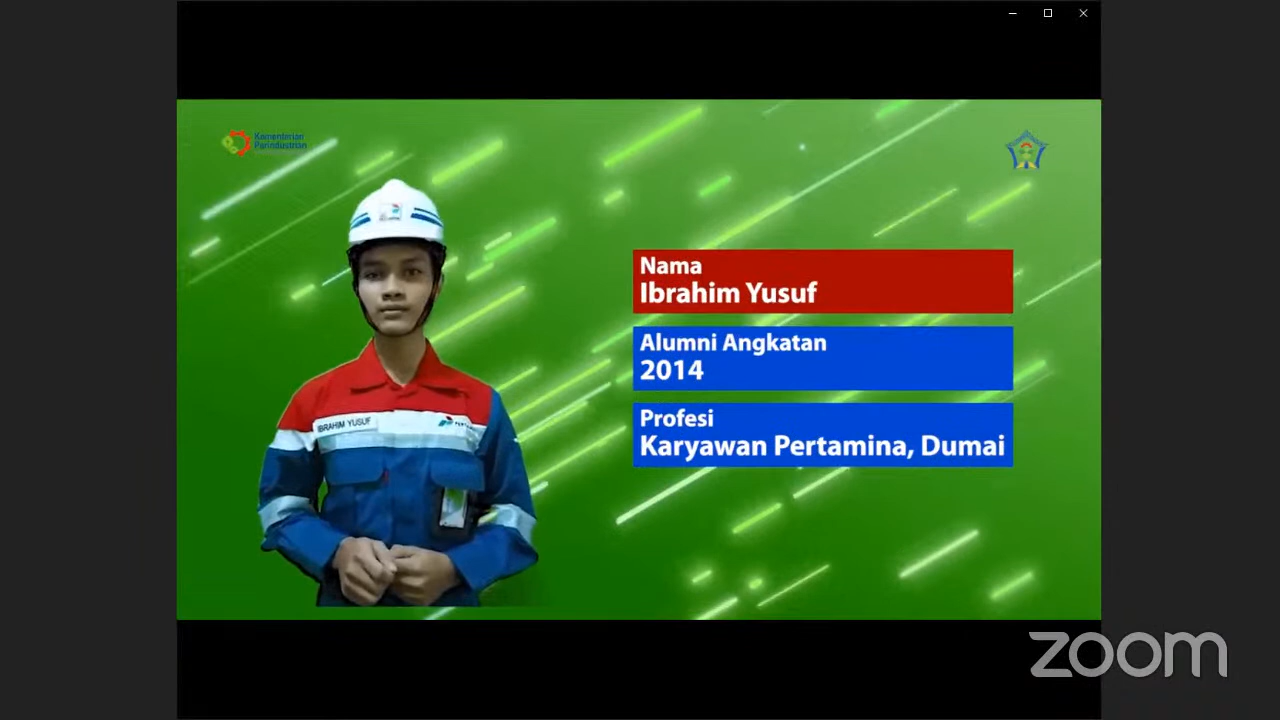 Kementerian
Perindustrian
Nama
Ibrahim Yusuf
Alumni Angkatan
2014
Profesi
Karyawan Pertamina, Dumai
IBRAHIM YUSUF
zoom